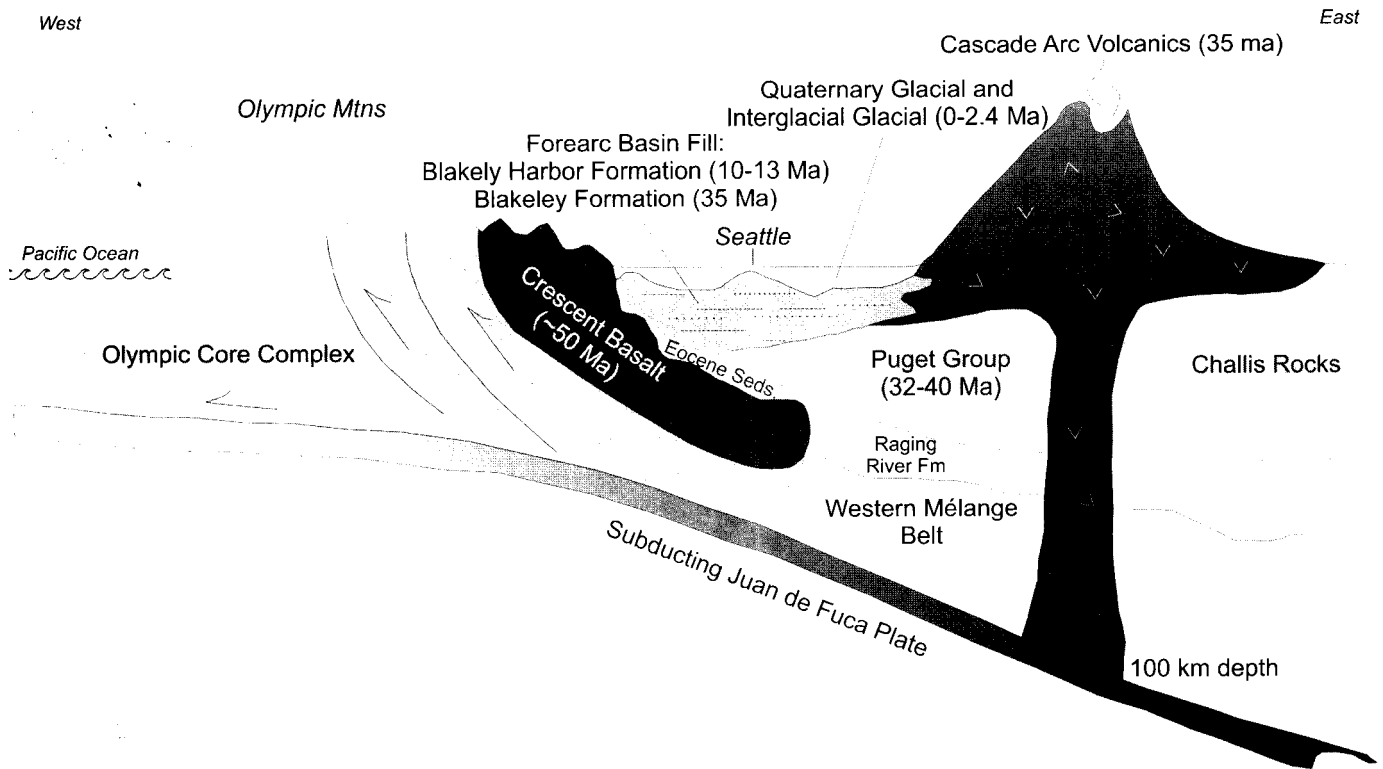 West
East
Cascade Arc Volcanics (35 ma)
Quaternary Glacial and
Interglacial Glacial (0-2.4 Ma)
Olympic Mtns
Forearc Basin Fill:
Blakely Harbor Formation (10-13 Ma)
Blakeley Formation (35 Ma)
Seattle
Pacific Ocean
Crescent Basalt
(~50 Ma)
Eocene Seds.
Olympic Core Complex
Puget Group
(32-40 Ma)
Challis Rocks
Raging
River Fm
Western Mélange
Belt
Subducting Juan de Fuca Plate
100 km depth